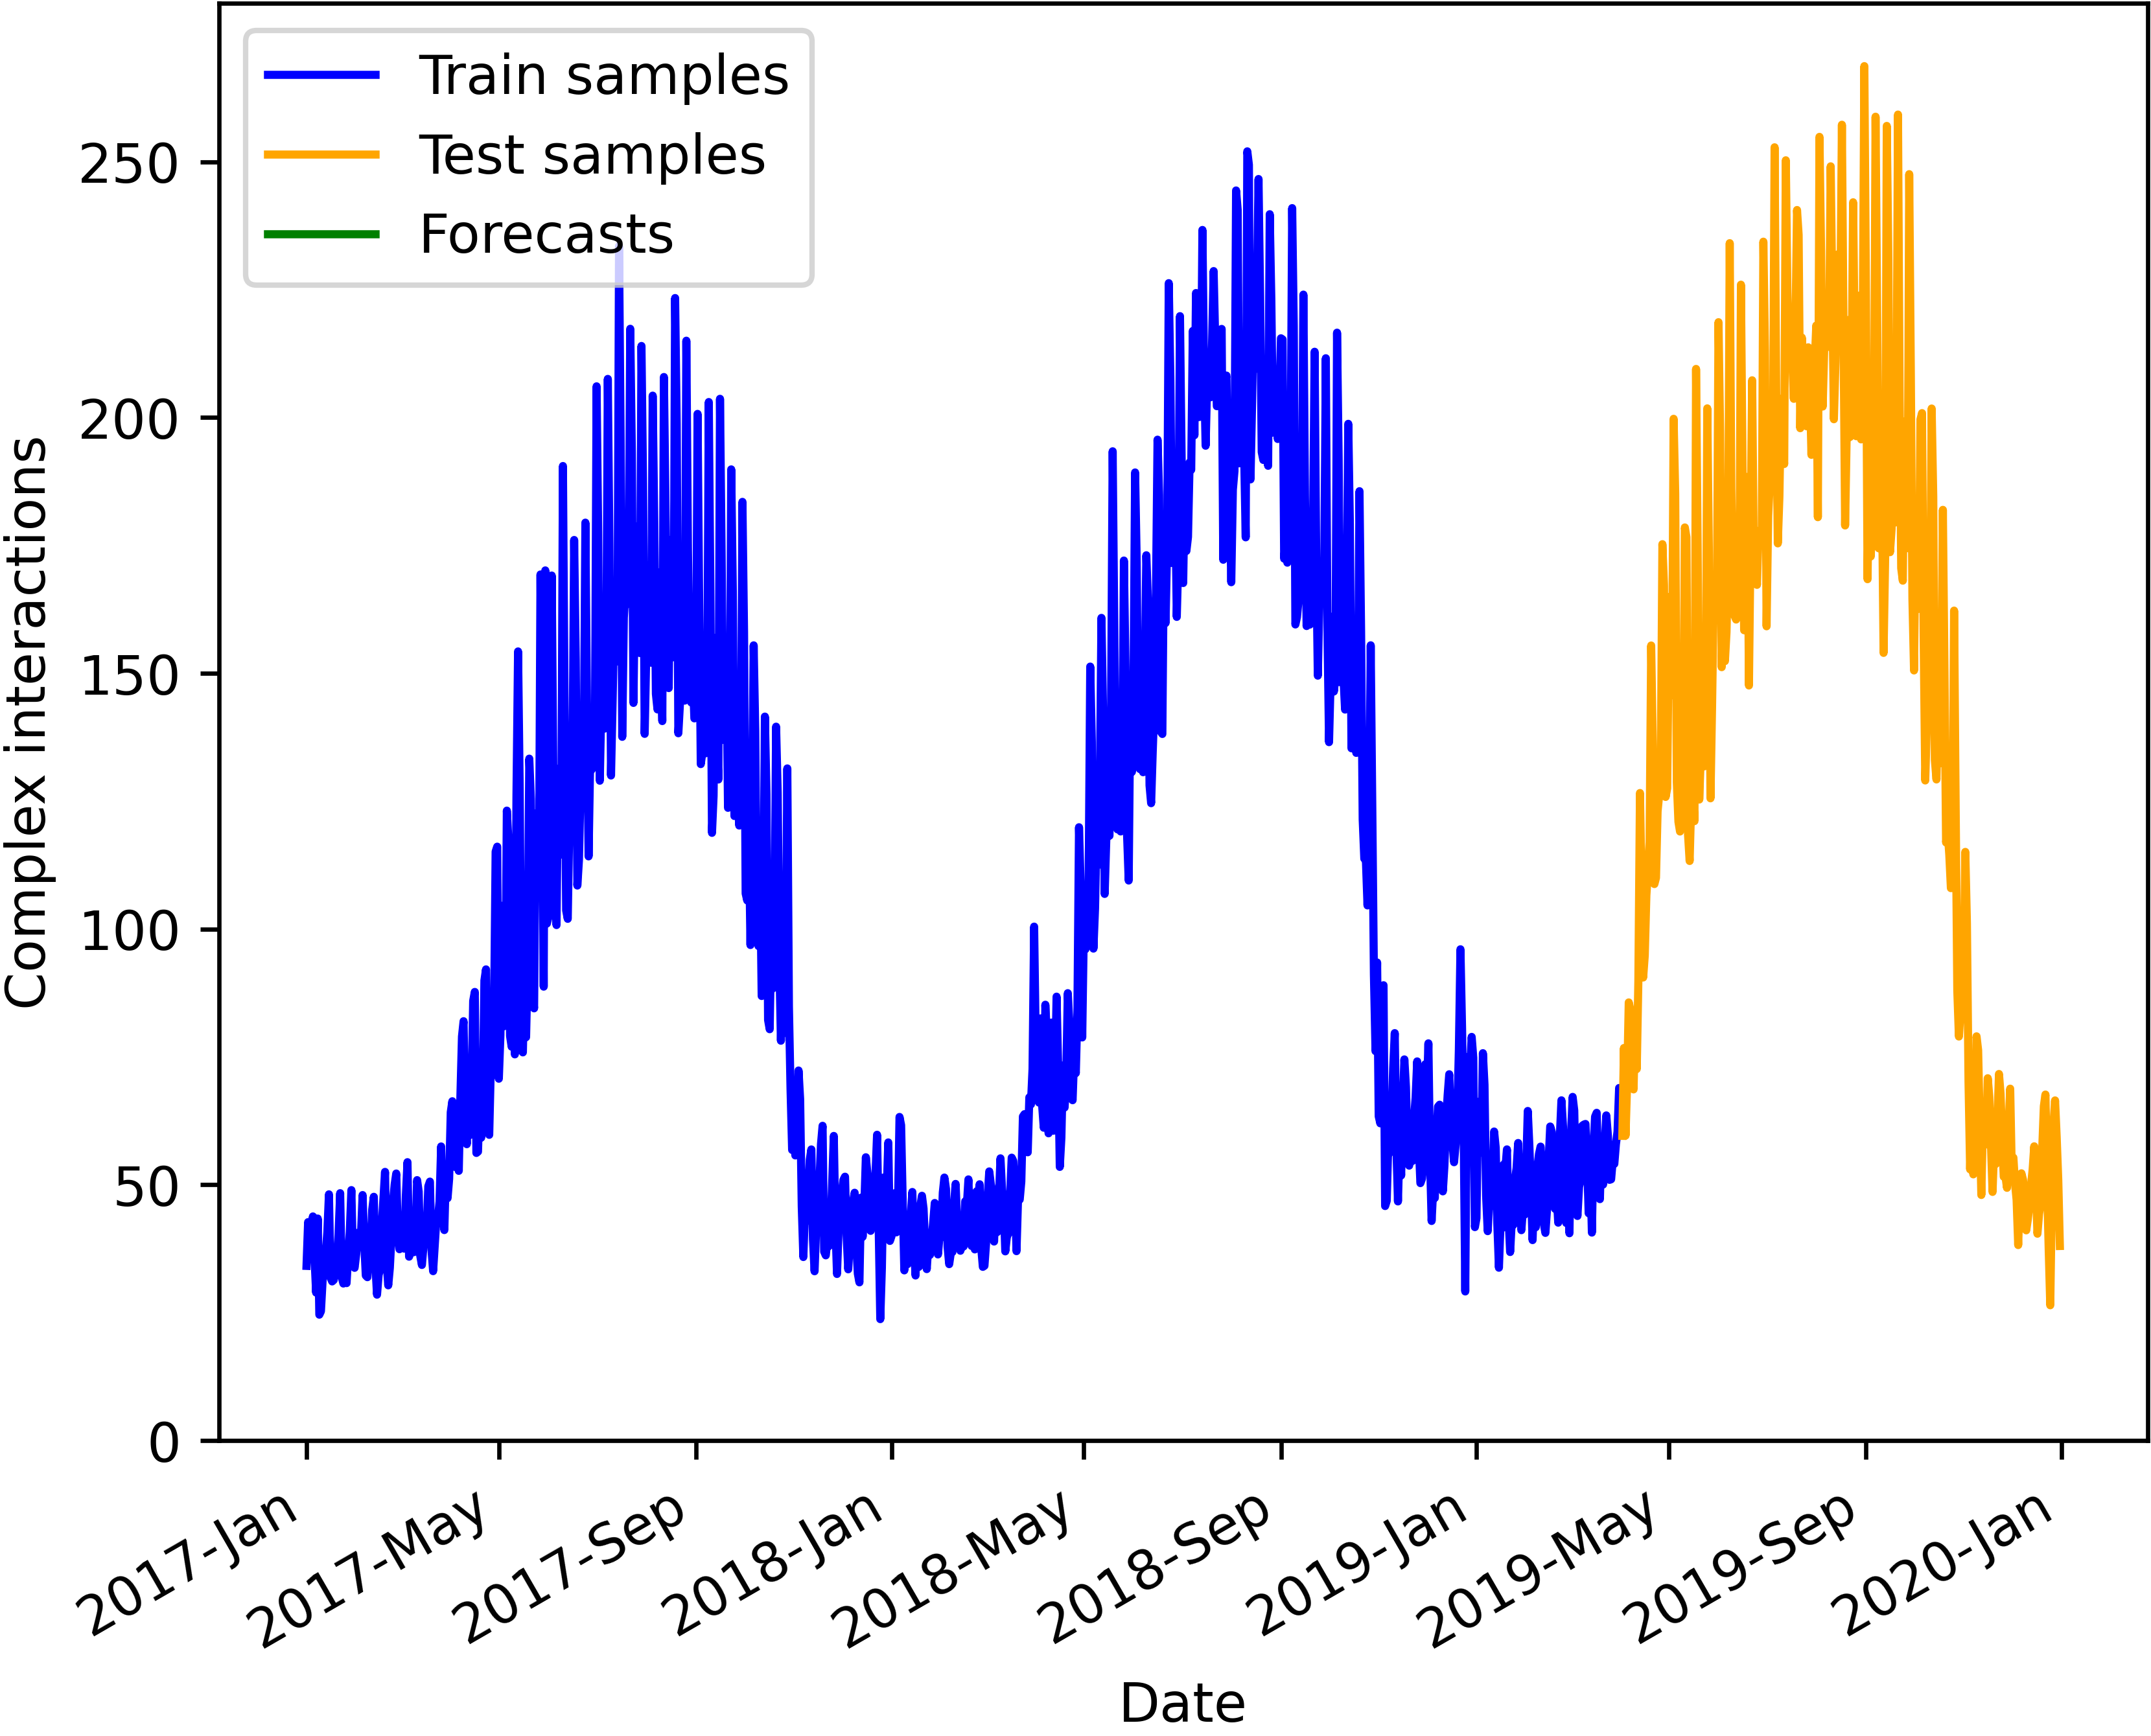 Train samples
Test samples
Forecasts
250
200
150
100
50
0
Complex interactions
2017-Jan
2017-May
2017-Sep
2018-Jan
2018-May
2018-Sep
2019-Jan
2019-May
2019-Sep
2020-Jan
Date